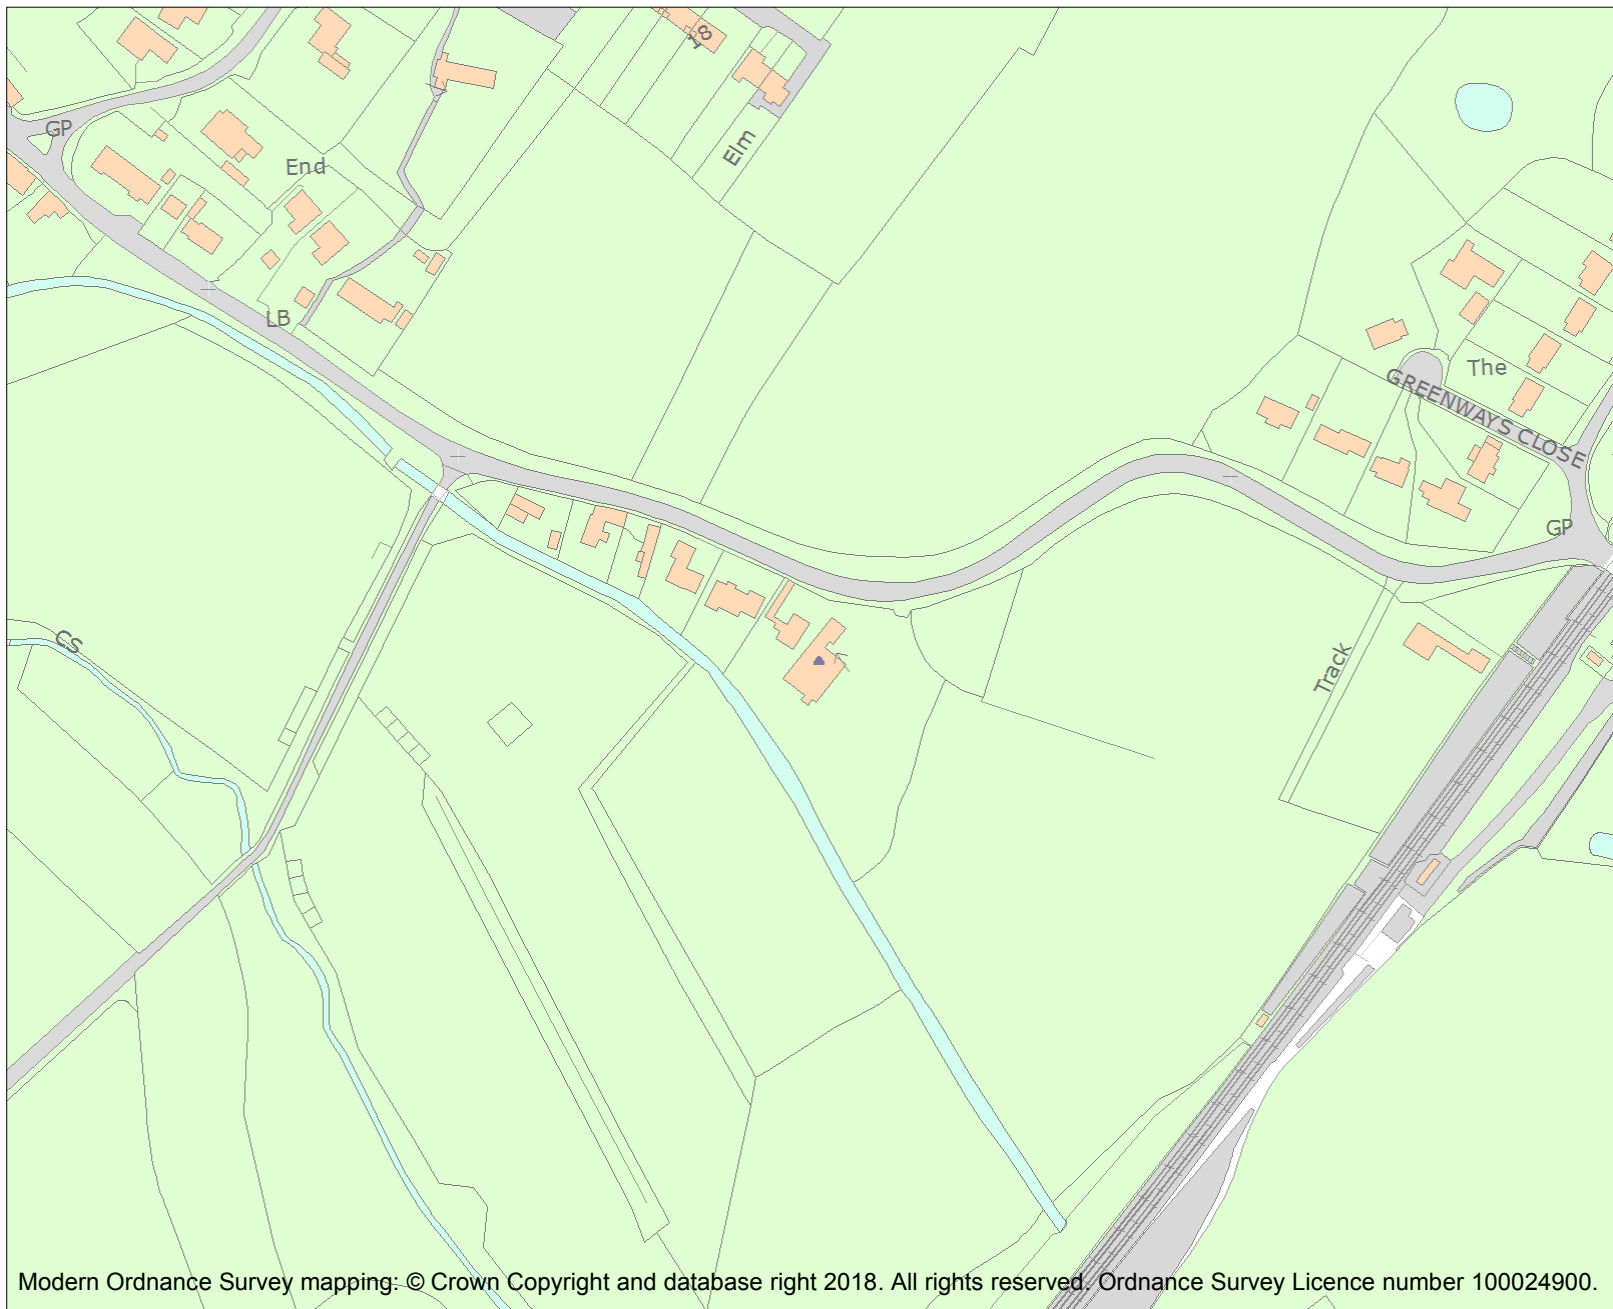 18
GP
Elm
End
LB
The
GREENWAYS CLOSE
GP
CS
Track
Modern Ordnance Survey mapping: © Crown Copyright and database right 2018. All rights reserved. Ordnance Survey Licence number 100024900.